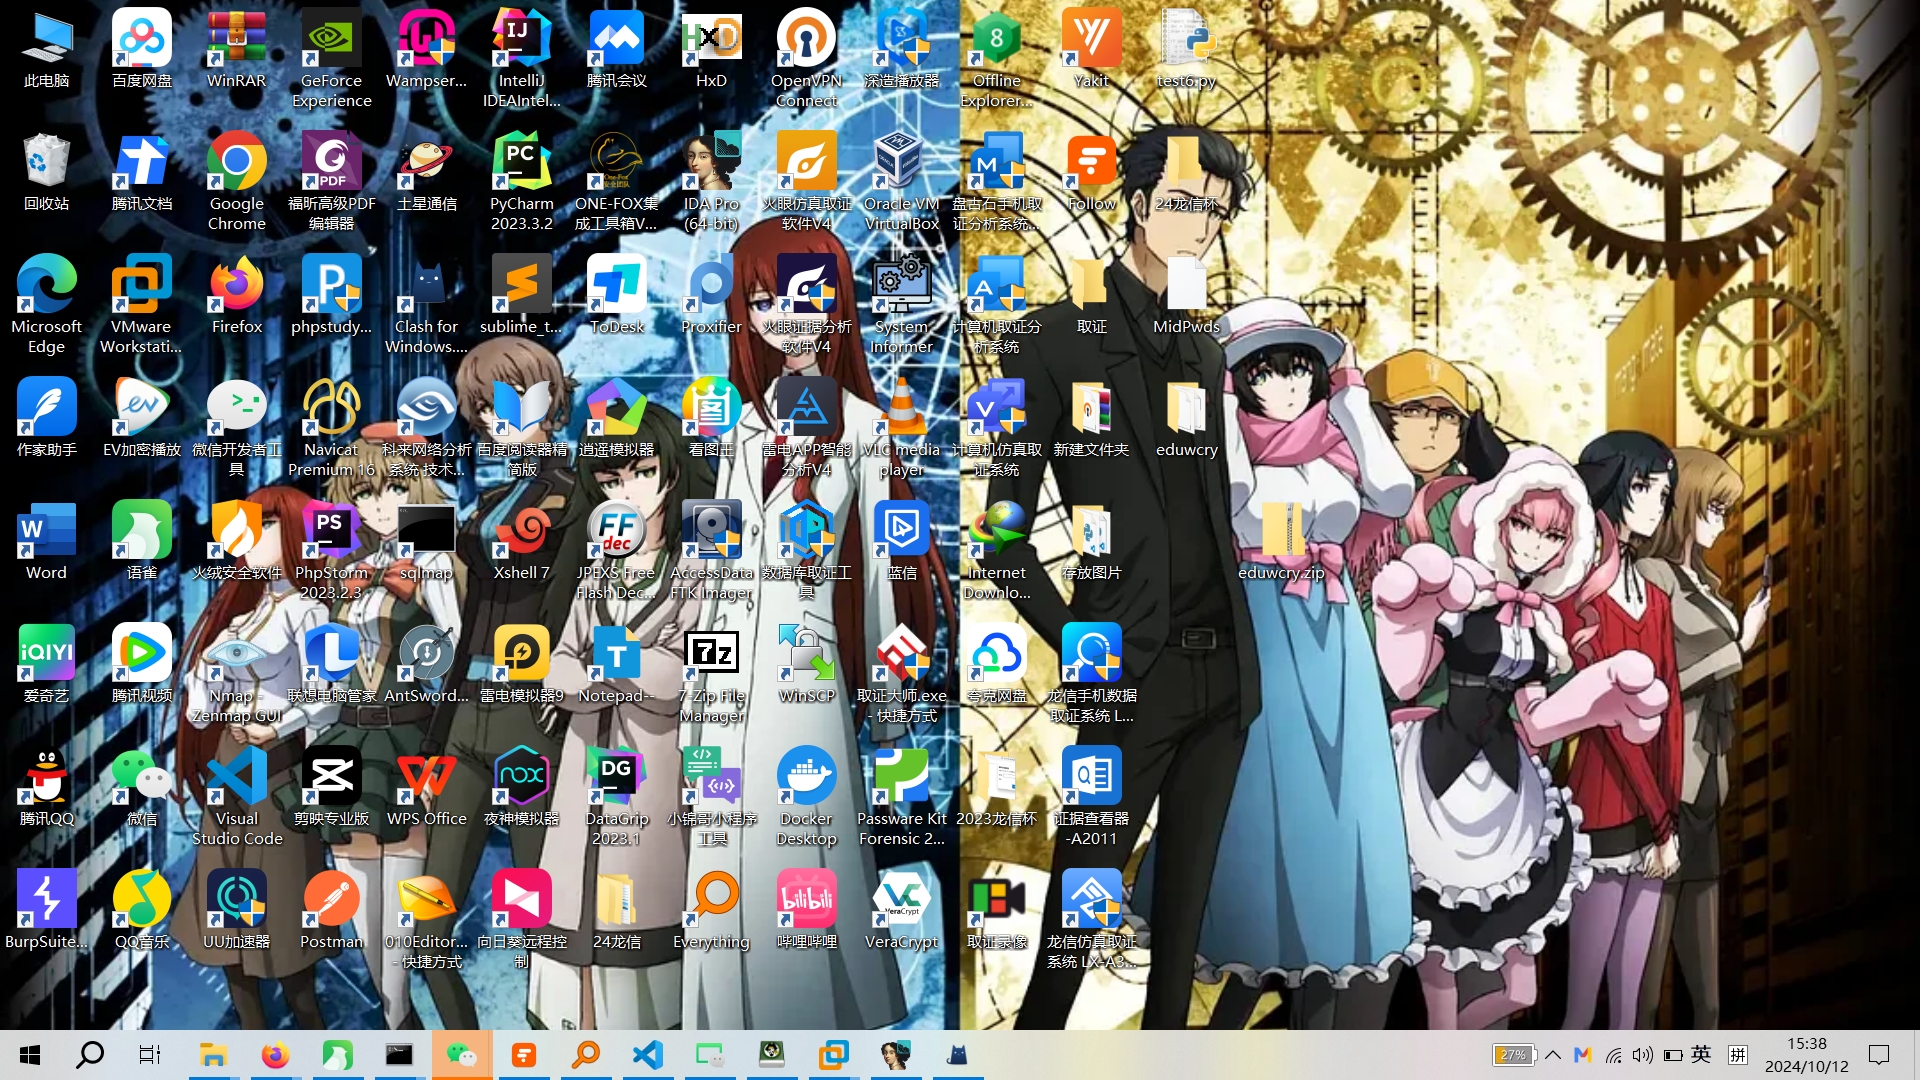 此电脑
百度网盘
WinRAR
GeForce
Experience
Wampser...
IntelliJ
IDEAIntel...
腾讯会议
HxD
OpenVPN
Connect
深造播放器
Offline
Explorer...
Yakit
test6.py
回收站
腾讯文档
Google
Chrome
福昕高级PDF
编辑器
土星通信
PyCharm
2023.3.2
ONE-FOX集
成工具箱V...
IDA Pro
(64-bit)
火眼仿真取证
软件V4
Oracle VM
VirtualBox
盘古石手机取
证分析系统...
Follow
24龙信杯
Microsoft
Edge
VMware
Workstati...
Firefox
phpstudy...
Clash for
Windows....
sublime_t...
ToDesk
Proxifier
火眼证据分析
软件V4
System
Informer
计算机取证分
析系统
取证
MidPwds
作家助手
EV加密播放
微信开发者工
具
Navicat
Premium 16
科来网络分析
系统 技术...
百度阅读器精
简版
逍遥模拟器
看图王
雷电APP智能
分析V4
VLC media
player
计算机仿真取
证系统
新建文件夹
eduwcry
Word
语雀
火绒安全软件
PhpStorm
2023.2.3
sqlmap
Xshell 7
JPEXS Free
Flash Dec...
AccessData
FTK Imager
数据库取证工
具
蓝信
Internet
Downlo...
存放图片
eduwcry.zip
爱奇艺
腾讯视频
Nmap -
Zenmap GUI
联想电脑管家
AntSword...
雷电模拟器9
Notepad--
7-Zip File
Manager
WinSCP
取证大师.exe
- 快捷方式
夸克网盘
龙信手机数据
取证系统 L...
腾讯QQ
微信
Visual
Studio Code
剪映专业版
WPS Office
夜神模拟器
DataGrip
2023.1
小锦哥小程序
工具
Docker
Desktop
Passware Kit
Forensic 2...
2023龙信杯
证据查看器
-A2011
BurpSuite...
QQ音乐
UU加速器
Postman
010Editor...
- 快捷方式
向日葵远程控
制
24龙信
Everything
哔哩哔哩
VeraCrypt
取证录像
龙信仿真取证
系统 LX-A3...
27%
英
拼
15:38
2024/10/12